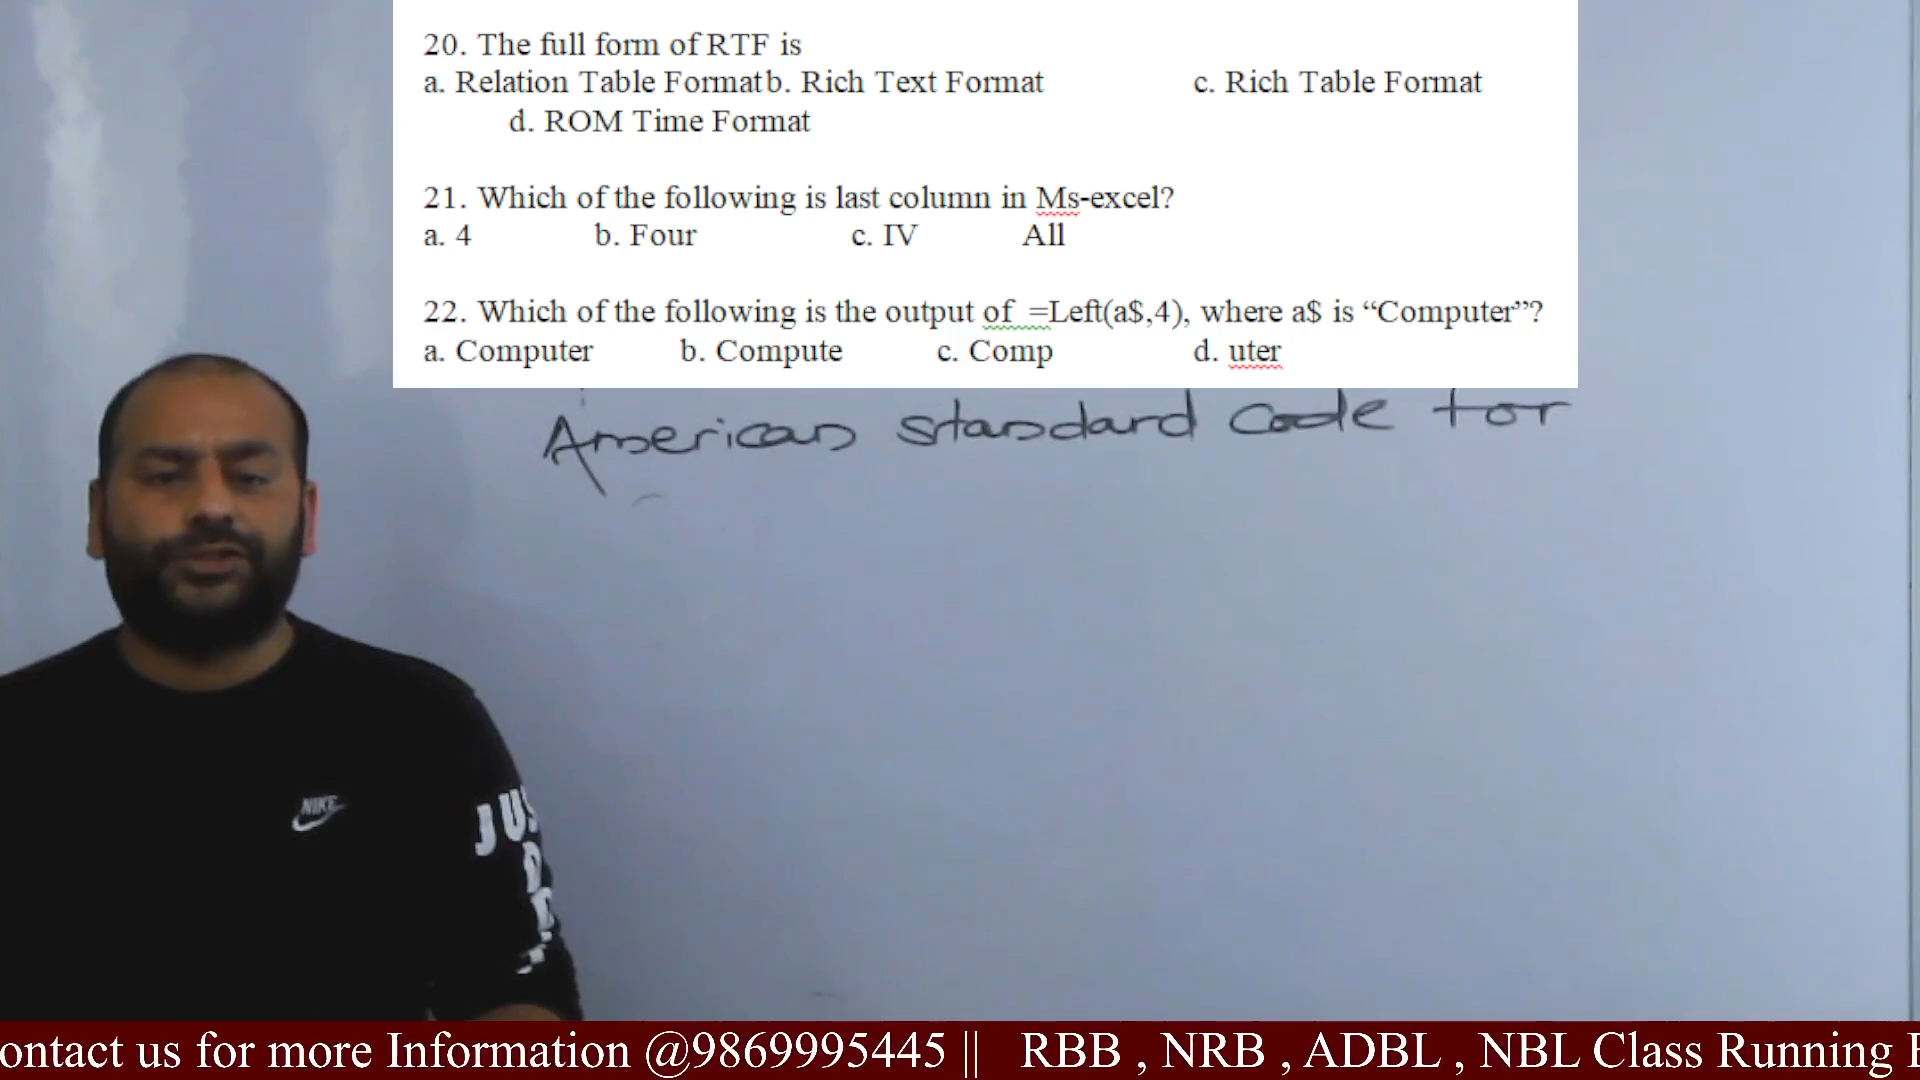 20. The full form of RTF is
a. Relation Table Format b. Rich Text Format c. Rich Table Format
d. ROM Time Format
21. Which of the following is last column in Ms-excel?
a. 4 b. Four c. IV All
22. Which of the following is the output of =Left(a$,4), where a$ is “Computer”?
a. Computer b. Compute c. Comp d. uter
American standard code for
NIKE
JUS
ontact us for more Information @9869995445 || RBB , NRB , ADBL , NBL Class Running